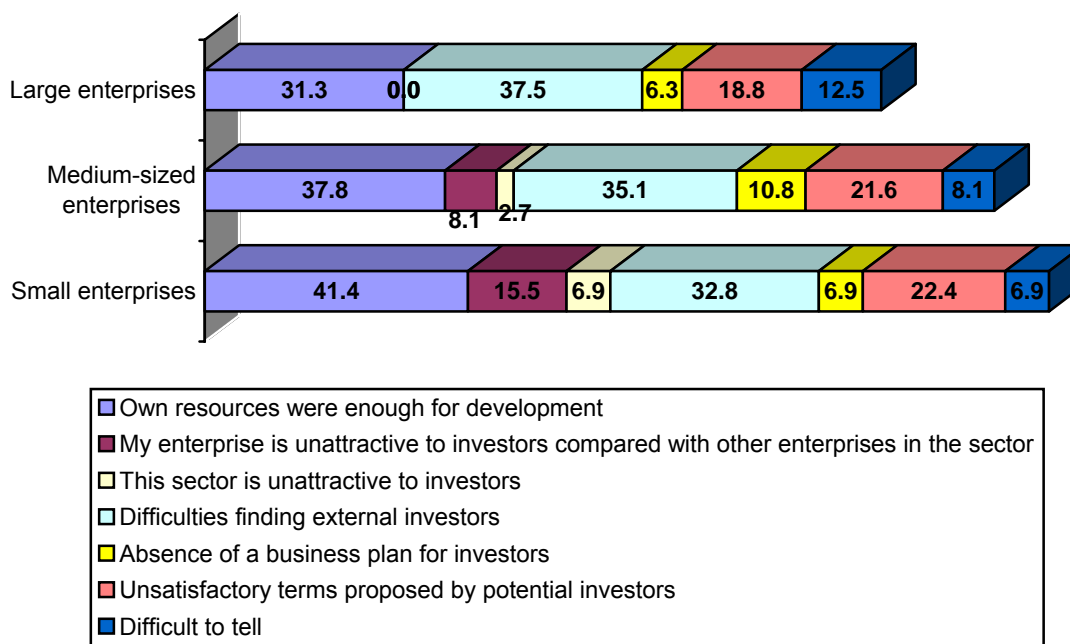 Large enterprises
31.3 0.0 37.5 6.3 18.8 12.5
Medium-sized
enterprises
37.8 8.1 2.7 35.1 10.8 21.6 8.1
Small enterprises
41.4 15.5 6.9 32.8 6.9 22.4 6.9
Own resources were enough for development
My enterprise is unattractive to investors compared with other enterprises in the sector
This sector is unattractive to investors
Difficulties finding external investors
Absence of a business plan for investors
Unsatisfactory terms proposed by potential investors
Difficult to tell